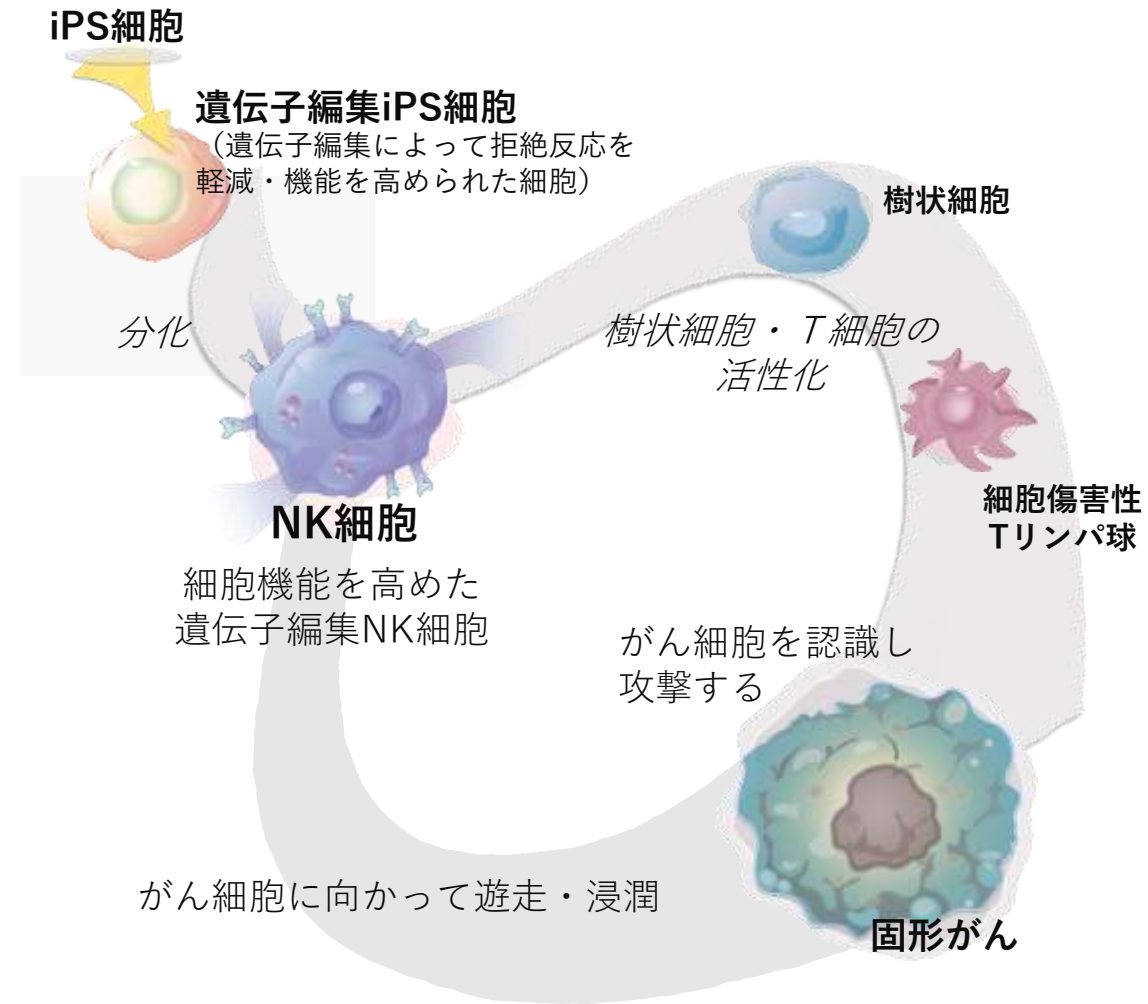 iPS細胞
遺伝子編集iPS細胞
（遺伝子編集によって拒絶反応を
軽減・機能を高められた細胞）
樹状細胞
分化
樹状細胞・T細胞の
活性化
細胞傷害性
Tリンパ球
NK細胞
細胞機能を高めた
遺伝子編集NK細胞
がん細胞を認識し
攻撃する
がん細胞に向かって遊走・浸潤
固形がん